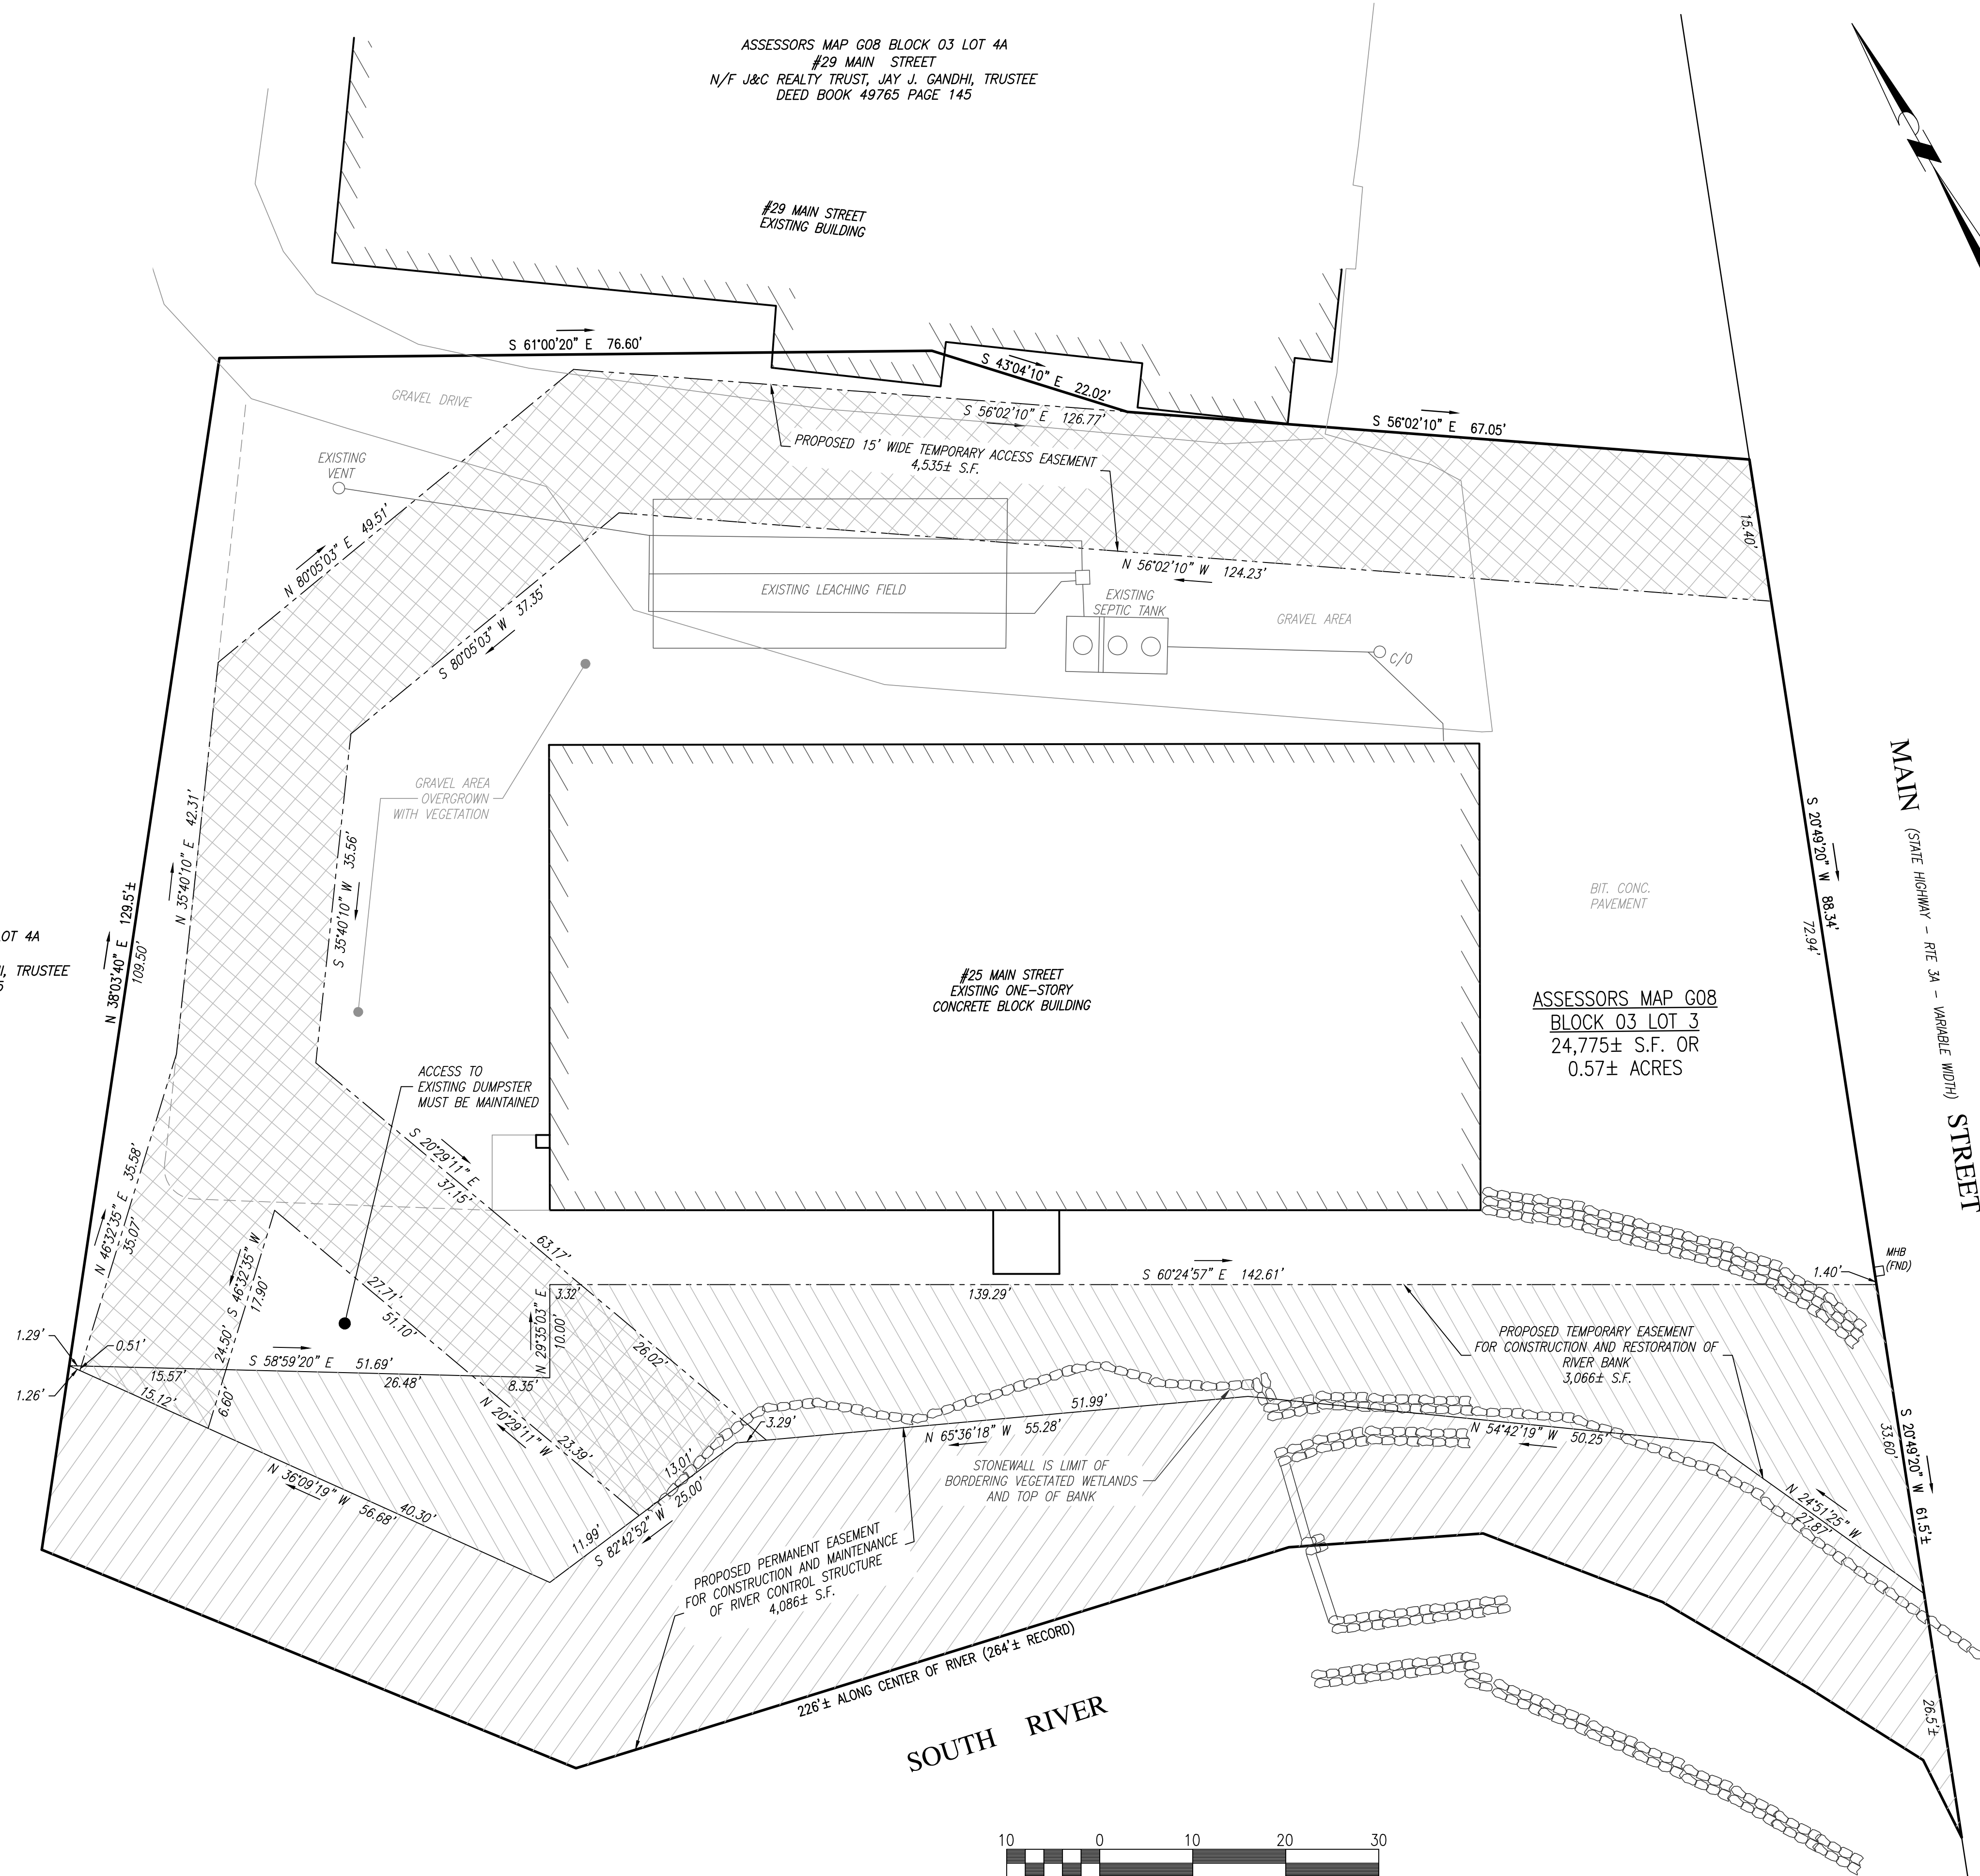 ASSESSORS MAP G08 BLOCK 03 LOT 4A
#29 MAIN STREET
N/F J&C REALTY TRUST, JAY J. GANDHI, TRUSTEE
DEED BOOK 49765 PAGE 145
#29 MAIN STREET
EXISTING BUILDING
S 61°00'20" E 76.60'
S 43°04'10" E 22.02'
S 56°02'10" E 67.05'
GRAVEL DRIVE
S 56°02'10" E 126.77'
PROPOSED 15' WIDE TEMPORARY ACCESS EASEMENT
4,535± S.F.
EXISTING
VENT
15.40'
N 80°05'03" E 49.51'
S 80°05'03" W 37.35'
EXISTING LEACHING FIELD
N 56°02'10" W 124.23'
EXISTING
SEPTIC TANK
GRAVEL AREA
C/O
GRAVEL AREA
OVERGROWN
WITH VEGETATION
N 35°40'10" E 42.31'
S 35°40'10" W 35.56'
N 38°03'40" E 129.5'±
109.50'
OT 4A
I, TRUSTEE
#25 MAIN STREET
EXISTING ONE-STORY
CONCRETE BLOCK BUILDING
BIT. CONC.
PAVEMENT
S 20°49'20" W 88.34'
72.94'
MAIN
(STATE HIGHWAY - RTE 3A - VARIABLE WIDTH)
STREET
ASSESSORS MAP G08
BLOCK 03 LOT 3
24,775± S.F. OR
0.57± ACRES
ACCESS TO
EXISTING DUMPSTER
MUST BE MAINTAINED
S 20°29'11" E
37.15'
63.17'
26.02'
N 46°32'35" E 35.58'
35.07'
S 46°32'35" W
17.90'
24.50'
6.60'
27.71'
51.10'
3.32'
N 29°35'03" E
10.00'
S 60°24'57" E 142.61'
139.29'
1.40'
MHB
(FND)
1.29'
0.51'
1.26'
S 58°59'20" E 51.69'
15.57'
26.48'
8.35'
15.12'
N 20°29'11" W
23.39'
PROPOSED TEMPORARY EASEMENT
FOR CONSTRUCTION AND RESTORATION OF
RIVER BANK
3,066± S.F.
3.29'
51.99'
N 65°36'18" W 55.28'
N 54°42'19" W 50.25'
STONEWALL IS LIMIT OF
BORDERING VEGETATED WETLANDS
AND TOP OF BANK
N 24°51'25" W
27.87'
33.60'
S 20°49'20" W 61.5'±
26.5'±
N 36°09'19" W 56.68'
40.30'
13.01'
25.00'
11.99'
S 82°42'52" W
PROPOSED PERMANENT EASEMENT
FOR CONSTRUCTION AND MAINTENANCE
OF RIVER CONTROL STRUCTURE
4,086± S.F.
226'± ALONG CENTER OF RIVER (264'± RECORD)
SOUTH RIVER
10 0 10 20 30